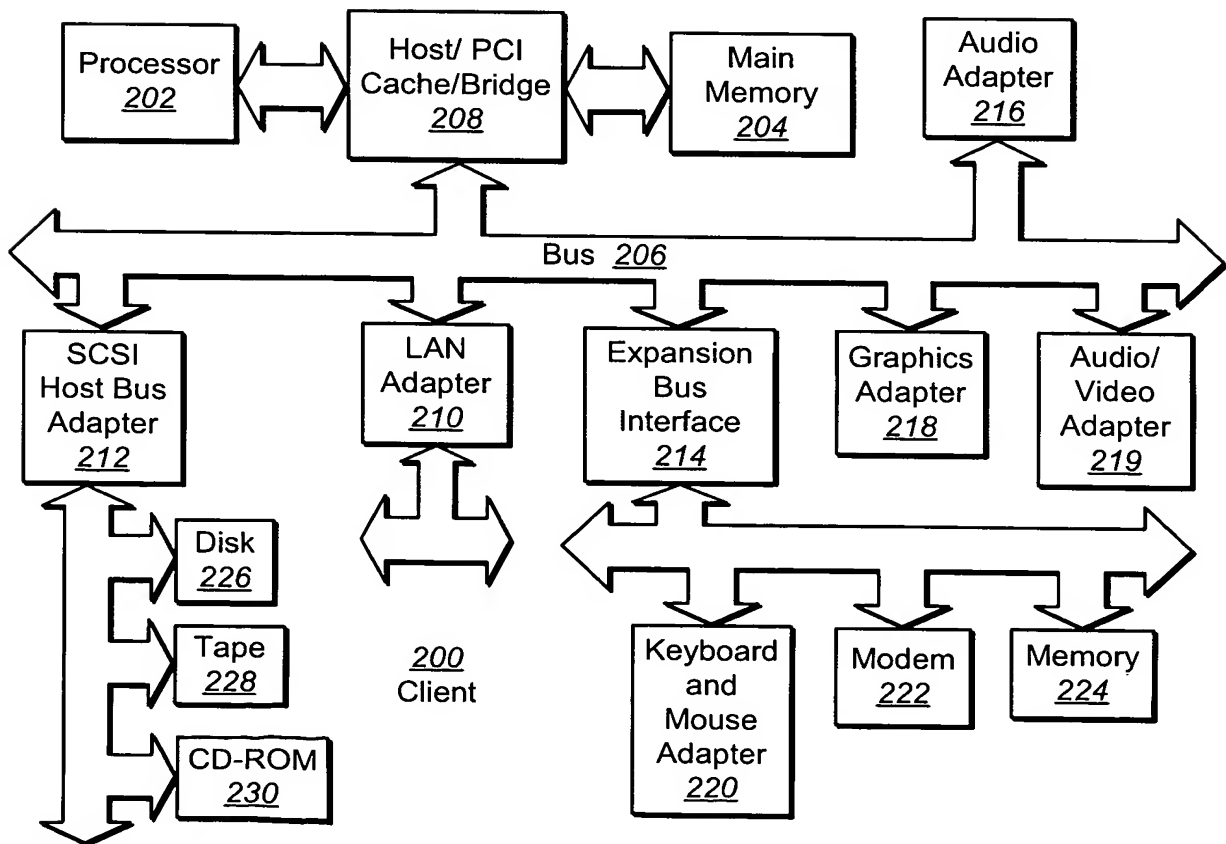 Processor
202
Host/ PCI
Cache/Bridge
208
Main
Memory
204
Audio
Adapter
216
Bus 206
SCSI
Host Bus
Adapter
212
LAN
Adapter
210
Expansion
Bus
Interface
214
Graphics
Adapter
218
Audio/
Video
Adapter
219
Disk
226
Tape
228
CD-ROM
230
200
Client
Keyboard
and
Mouse
Adapter
220
Modem
222
Memory
224